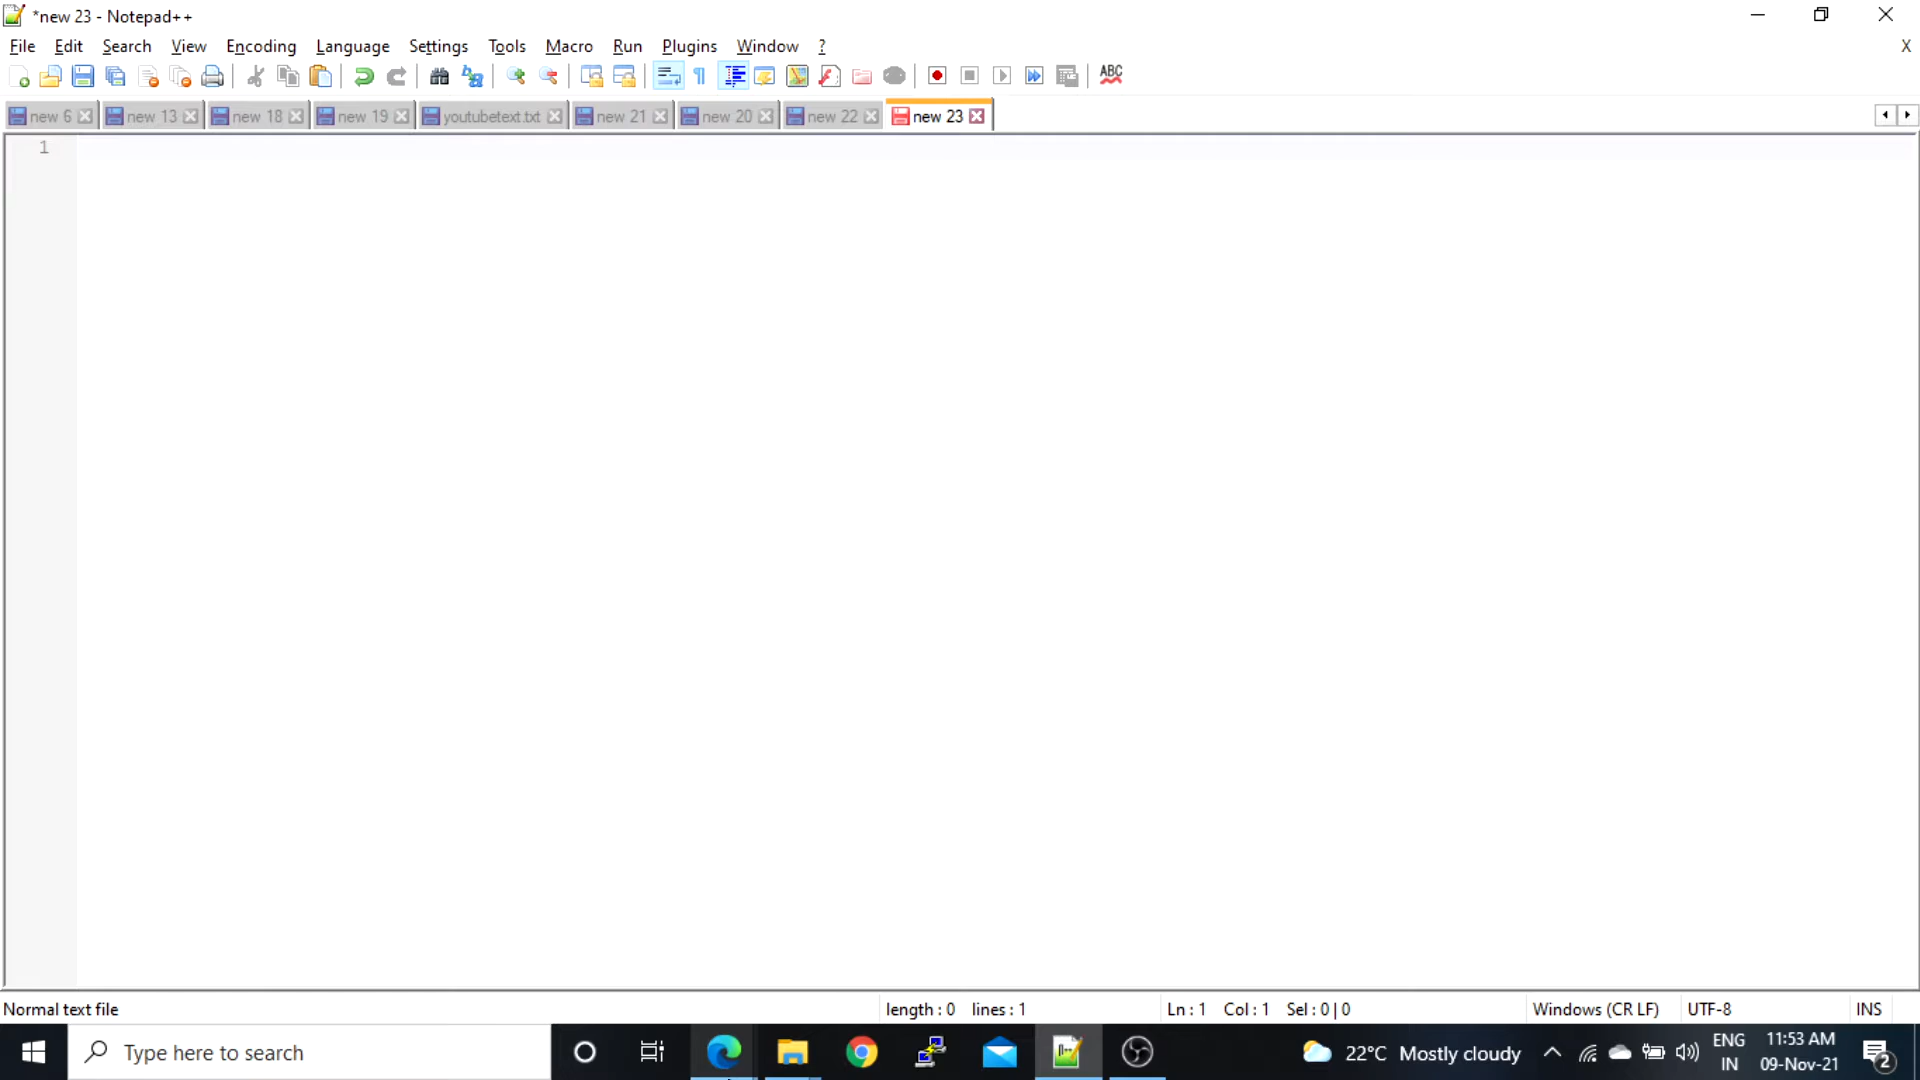 *new 23 - Notepad++
File Edit Search View Encoding Language Settings Tools Macro Run Plugins Window ? X
ABC
new 6 new 13 new 18 new 19 youtubetext.txt new 21 new 20 new 22 new 23
1
Normal text file length : 0 lines : 1 Ln : 1 Col : 1 Sel : 0 | 0 Windows (CR LF) UTF-8 INS
Type here to search 22°C Mostly cloudy ENG 11:53 AM
IN 09-Nov-21 2